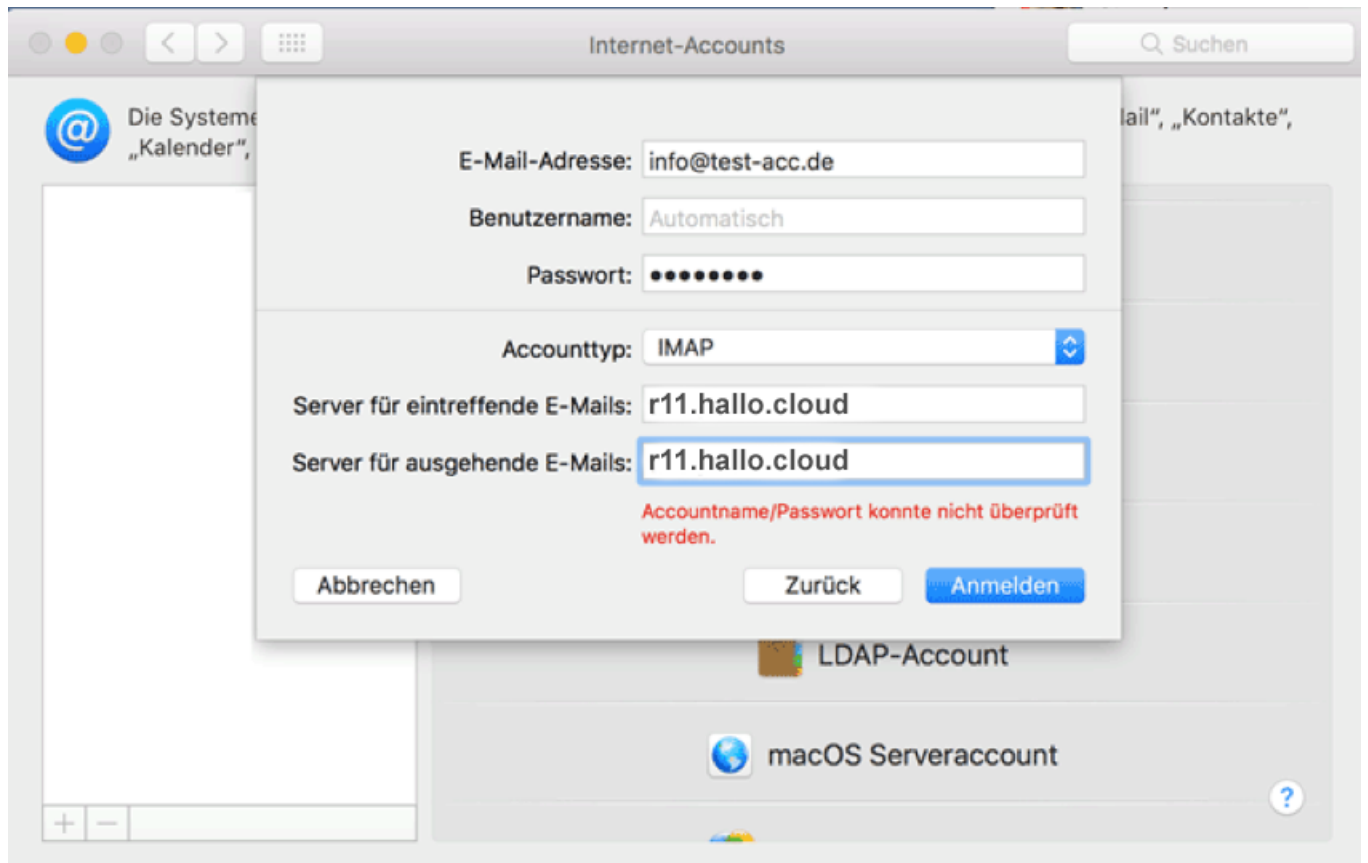 Internet-Accounts
Suchen
Die Systeme
„Kalender“,
lail“, „Kontakte“,
E-Mail-Adresse: info@test-acc.de
Benutzername: Automatisch
Passwort: ••••••••
Accounttyp: IMAP
Server für eintreffende E-Mails: r11.hallo.cloud
Server für ausgehende E-Mails: r11.hallo.cloud
Accountname/Passwort konnte nicht überprüft
werden.
Abbrechen Zurück Anmelden
LDAP-Account
macOS Serveraccount
?